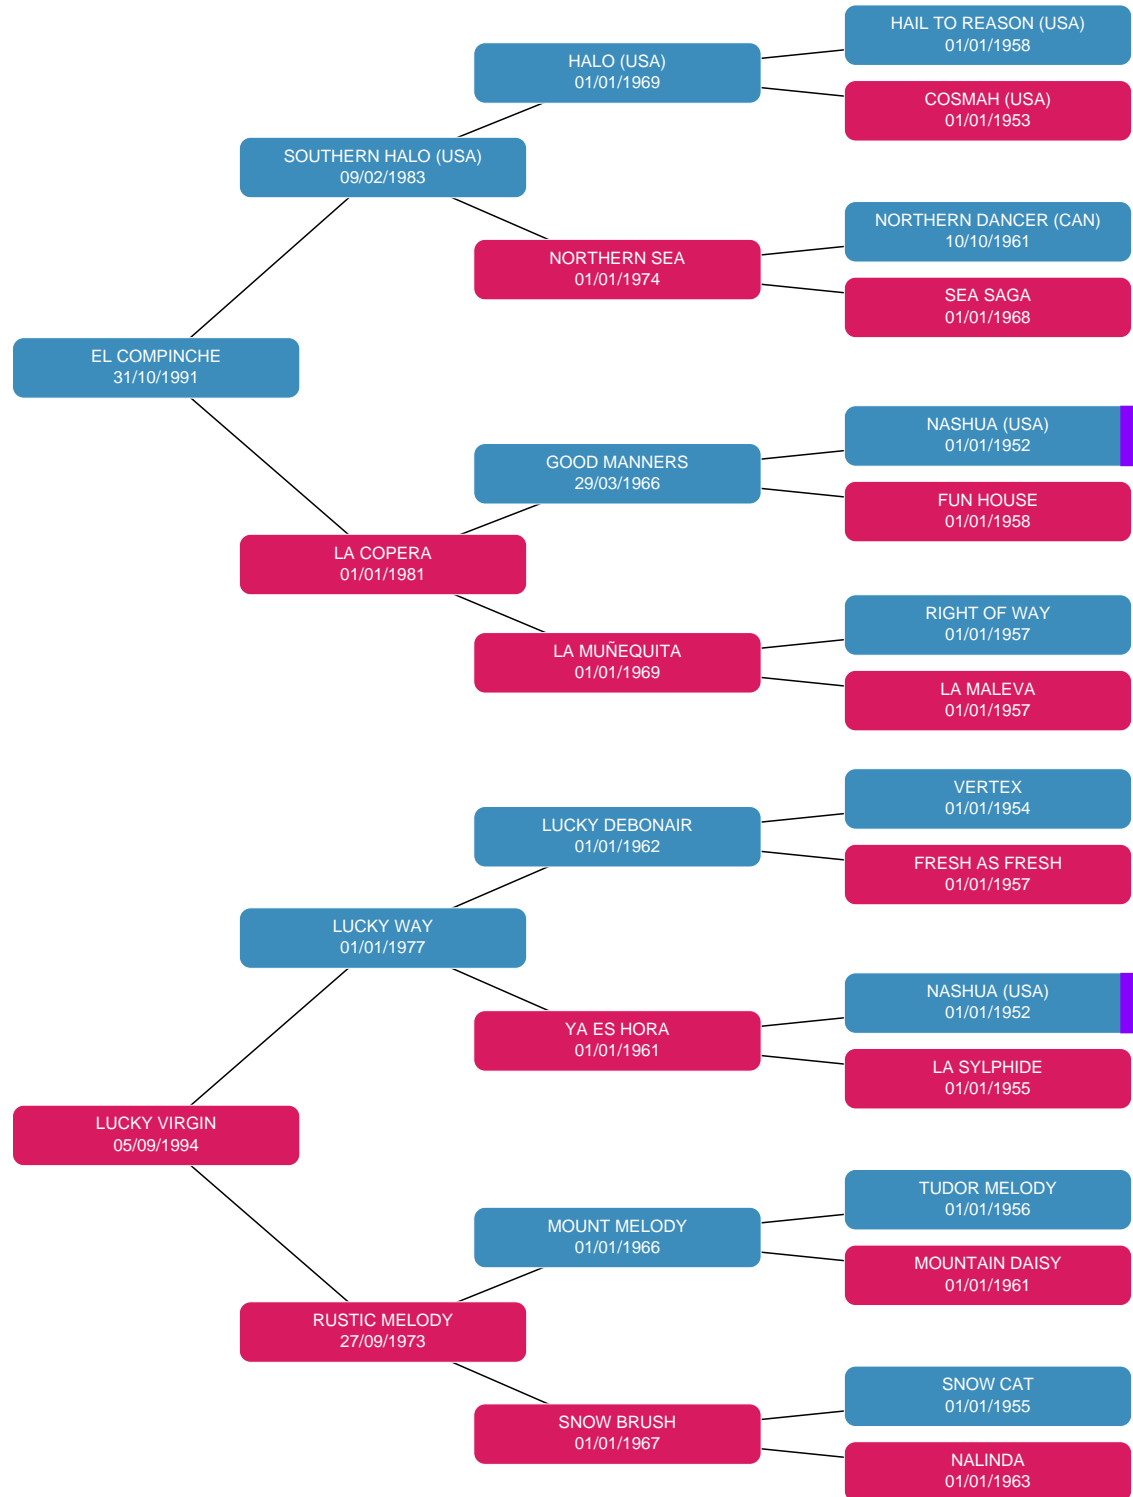 HAIL TO REASON (USA)
01/01/1958
HALO (USA)
01/01/1969
COSMAH (USA)
01/01/1953
SOUTHERN HALO (USA)
09/02/1983
NORTHERN DANCER (CAN)
10/10/1961
NORTHERN SEA
01/01/1974
SEA SAGA
01/01/1968
EL COMPINCHE
31/10/1991
NASHUA (USA)
01/01/1952
GOOD MANNERS
29/03/1966
FUN HOUSE
01/01/1958
LA COPERA
01/01/1981
RIGHT OF WAY
01/01/1957
LA MUÑEQUITA
01/01/1969
LA MALEVA
01/01/1957
VERTEX
01/01/1954
LUCKY DEBONAIR
01/01/1962
FRESH AS FRESH
01/01/1957
LUCKY WAY
01/01/1977
NASHUA (USA)
01/01/1952
YA ES HORA
01/01/1961
LA SYLPHIDE
01/01/1955
LUCKY VIRGIN
05/09/1994
TUDOR MELODY
01/01/1956
MOUNT MELODY
01/01/1966
MOUNTAIN DAISY
01/01/1961
RUSTIC MELODY
27/09/1973
SNOW CAT
01/01/1955
SNOW BRUSH
01/01/1967
NALINDA
01/01/1963